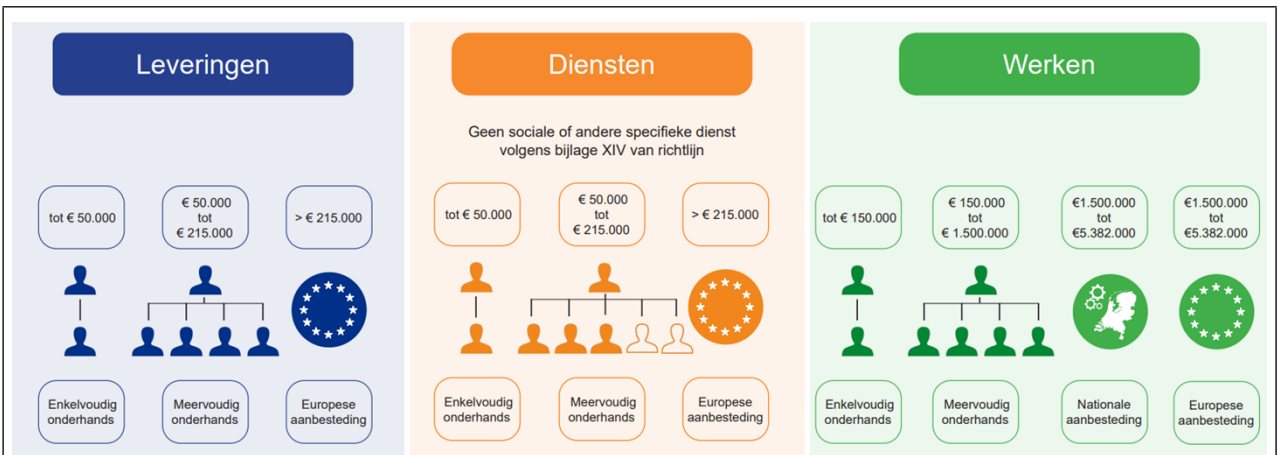 Leveringen
tot € 50.000
€ 50.000
tot
€ 215.000
> € 215.000
Enkelvoudig
onderhands
Meervoudig
onderhands
Europese
aanbesteding
Diensten
Geen sociale of andere specifieke dienst
volgens bijlage XIV van richtlijn
tot € 50.000
€ 50.000
tot
€ 215.000
> € 215.000
Enkelvoudig
onderhands
Meervoudig
onderhands
Europese
aanbesteding
Werken
tot € 150.000
€ 150.000
tot
€ 1.500.000
€1.500.000
tot
€5.382.000
€1.500.000
tot
€5.382.000
Enkelvoudig
onderhands
Meervoudig
onderhands
Nationale
aanbesteding
Europese
aanbesteding